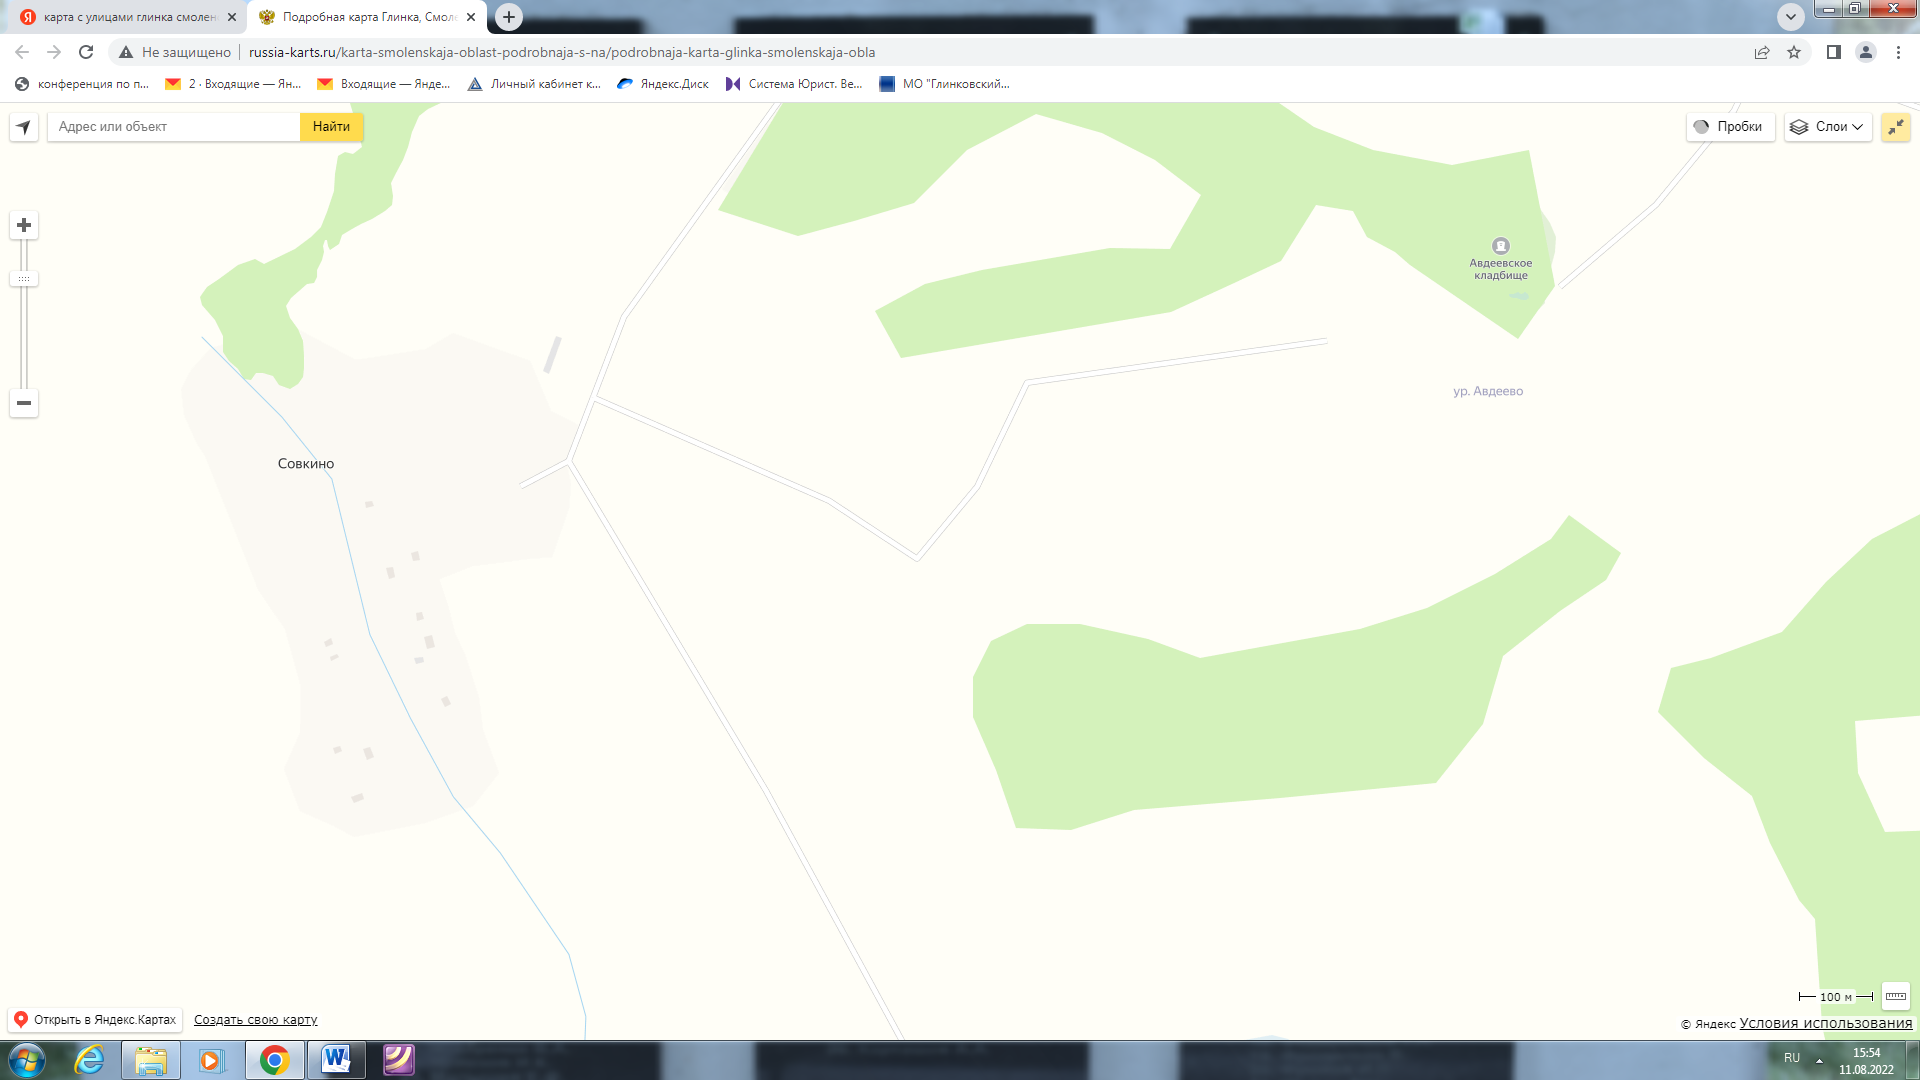 карта с улицами глинка смолен
Подробная карта Глинка, Смоле
Не защищено
russia-karts.ru/karta-smolenskaja-oblast-podrobnaja-s-na/podrobnaja-karta-glinka-smolenskaja-obla
конференция по п...
2 · Входящие — Ян...
Входящие — Янде...
Личный кабинет к...
Яндекс.Диск
Система Юрист. Ве...
МО "Глинковский...
Адрес или объект
Найти
Пробки
Слои
Авдеевское
кладбище
ур. Авдеево
Совкино
100 м
Открыть в Яндекс.Картах
Создать свою карту
© Яндекс Условия использования
RU
15:54
11.08.2022